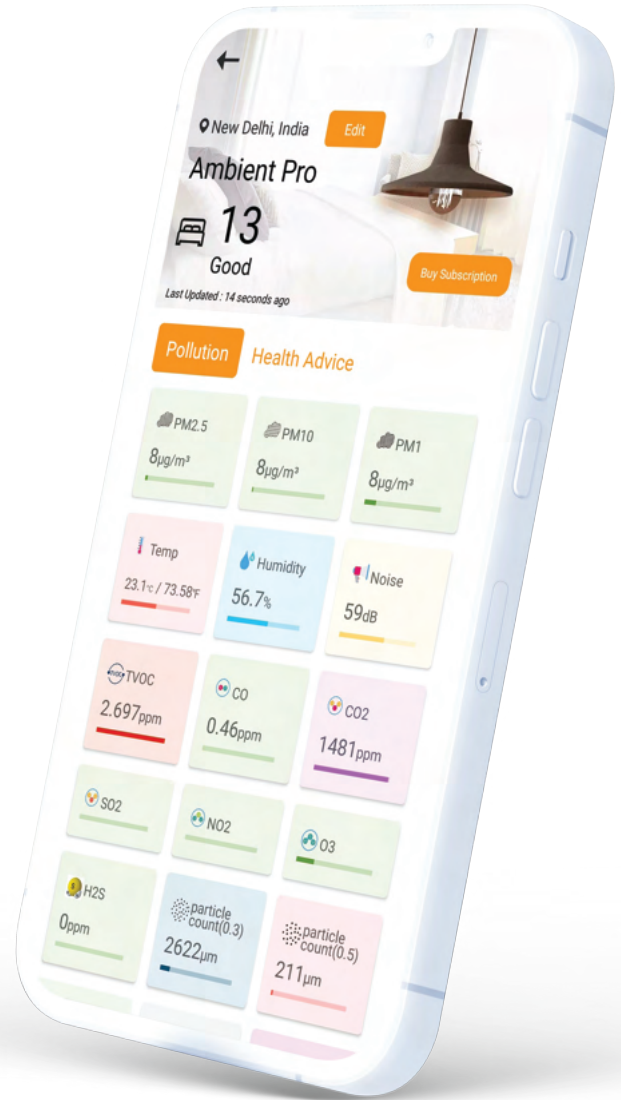 New Delhi, India
Edit
Ambient Pro
13
Good
Buy Subscription
Last Updated : 14 seconds ago
Pollution
Health Advice
PM2.5
8µg/m³
PM10
8µg/m³
PM1
8µg/m³
Temp
23.1°c / 73.58°F
Humidity
56.7%
Noise
59dB
TVOC
2.697ppm
CO
0.46ppm
CO2
1481ppm
SO2
NO2
O3
H2S
0ppm
particle
count(0.3)
2622µm
particle
count(0.5)
211µm